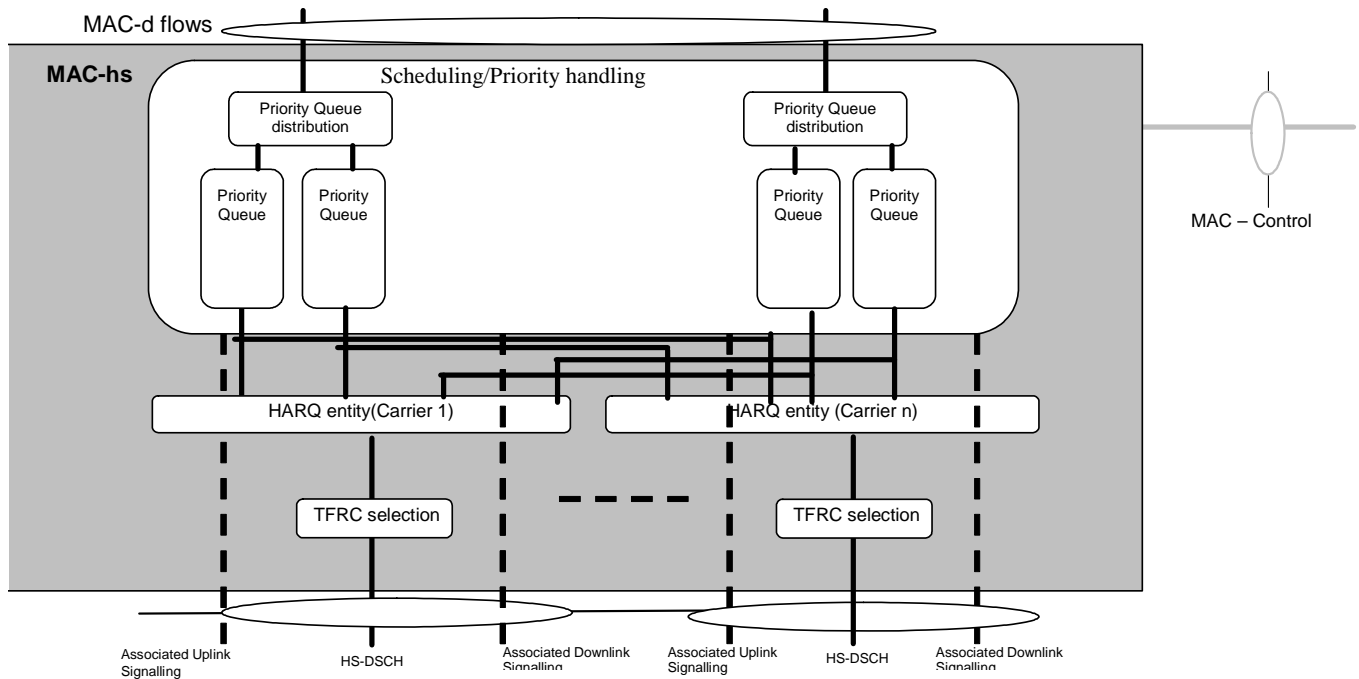 MAC-d flows
MAC-hs
Scheduling/Priority handling
Priority Queue
distribution
Priority Queue
distribution
Priority
Queue
Priority
Queue
Priority
Queue
Priority
Queue
MAC – Control
HARQ entity(Carrier 1)
HARQ entity (Carrier n)
TFRC selection
TFRC selection
Associated Uplink
Signalling
HS-DSCH
Associated Downlink
Signalling
Associated Uplink
Signalling
HS-DSCH
Associated Downlink
Signalling